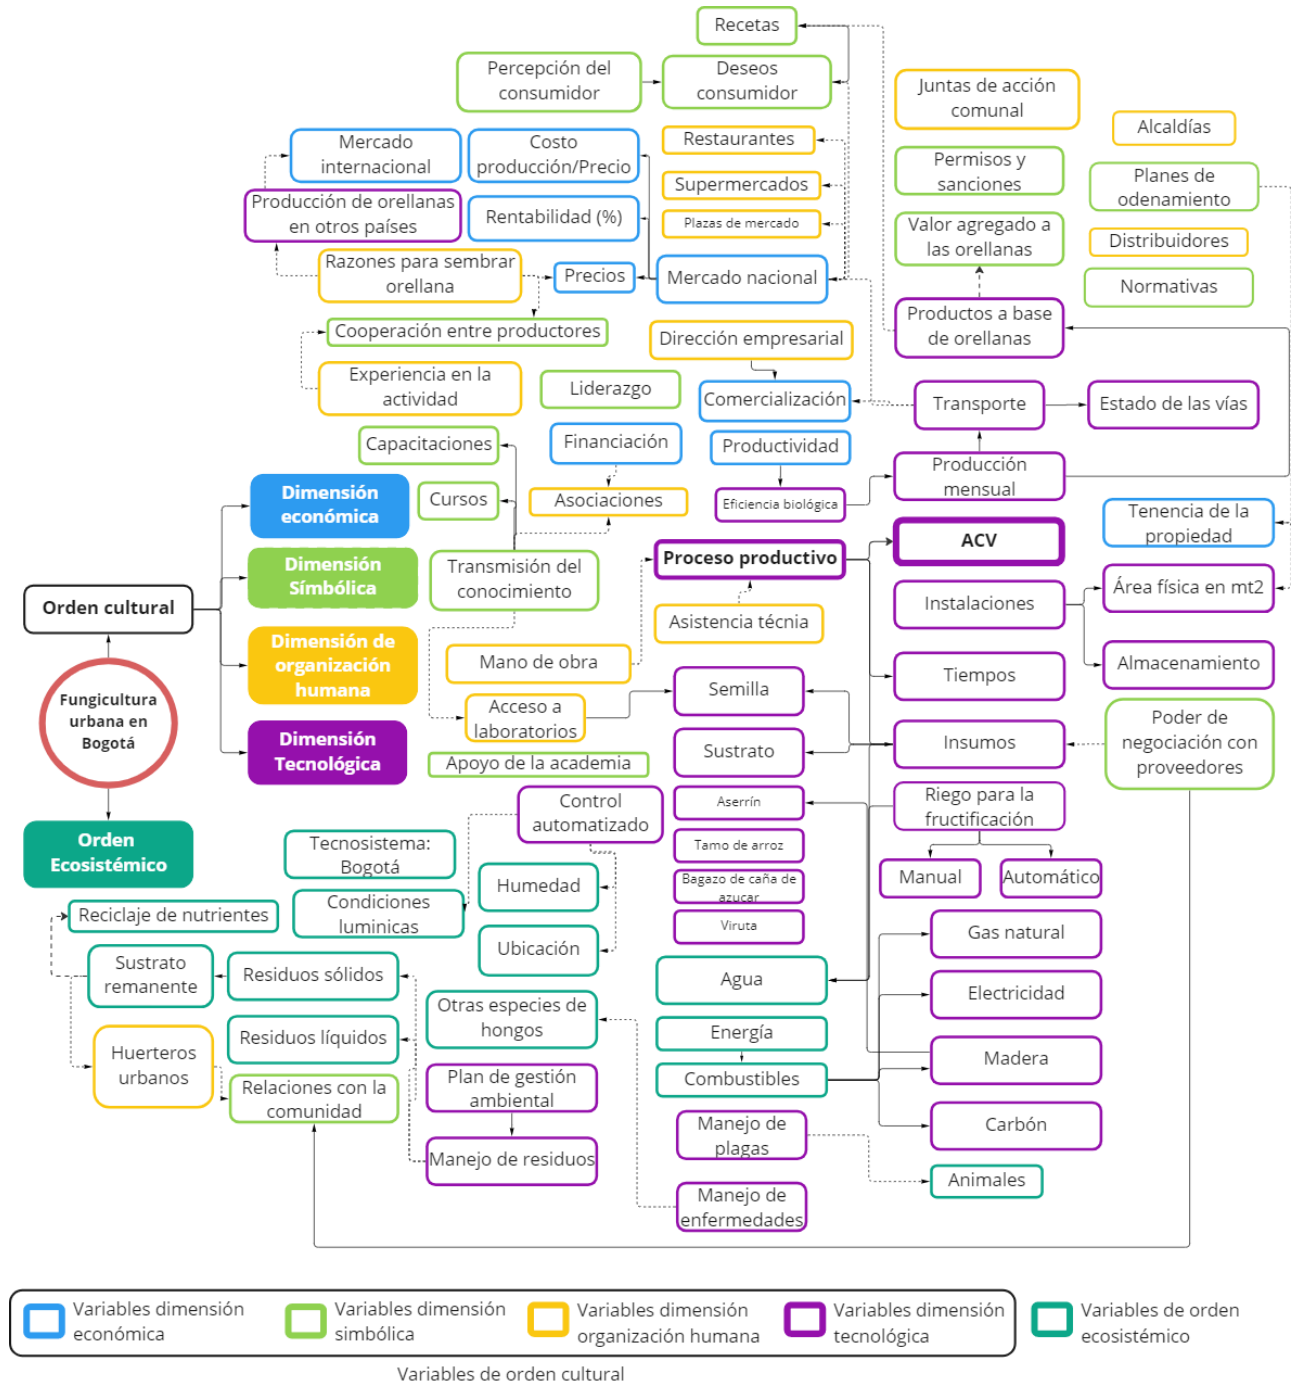 Recetas
Percepción del
consumidor
Deseos
consumidor
Juntas de acción
comunal
Alcaldías
Mercado
internacional
Costo
producción/Precio
Restaurantes
Permisos y
sanciones
Planes de
odenamiento
Supermercados
Producción de orellanas
en otros países
Rentabilidad (%)
Plazas de mercado
Valor agregado a
las orellanas
Distribuidores
Razones para sembrar
orellana
Precios
Mercado nacional
Normativas
Cooperación entre productores
Dirección empresarial
Productos a base
de orellanas
Experiencia en la
actividad
Liderazgo
Comercialización
Transporte
Estado de las vías
Capacitaciones
Financiación
Productividad
Producción
mensual
Dimensión
económica
Cursos
Asociaciones
Eficiencia biológica
Tenencia de la
propiedad
Dimensión
Símbólica
Transmisión del
conocimiento
Proceso productivo
ACV
Orden cultural
Instalaciones
Área física en mt2
Asistencia técnica
Dimensión de
organización
humana
Mano de obra
Tiempos
Almacenamiento
Fungicultura
urbana en
Bogotá
Semilla
Acceso a
laboratorios
Dimensión
Tecnológica
Sustrato
Insumos
Poder de
negociación con
proveedores
Apoyo de la academia
Control
automatizado
Aserrín
Riego para la
fructificación
Orden
Ecosistémico
Tecnosistema:
Bogotá
Tamo de arroz
Humedad
Bagazo de caña de
azucar
Manual
Automático
Reciclaje de nutrientes
Condiciones
luminicas
Viruta
Gas natural
Ubicación
Sustrato
remanente
Residuos sólidos
Agua
Electricidad
Otras especies de
hongos
Residuos líquidos
Energía
Huerteros
urbanos
Madera
Relaciones con la
comunidad
Plan de gestión
ambiental
Combustibles
Carbón
Manejo de residuos
Manejo de
plagas
Animales
Manejo de
enfermedades
Variables dimensión
económica
Variables dimensión
simbólica
Variables dimensión
organización humana
Variables dimensión
tecnológica
Variables de orden
ecosistémico
Variables de orden cultural